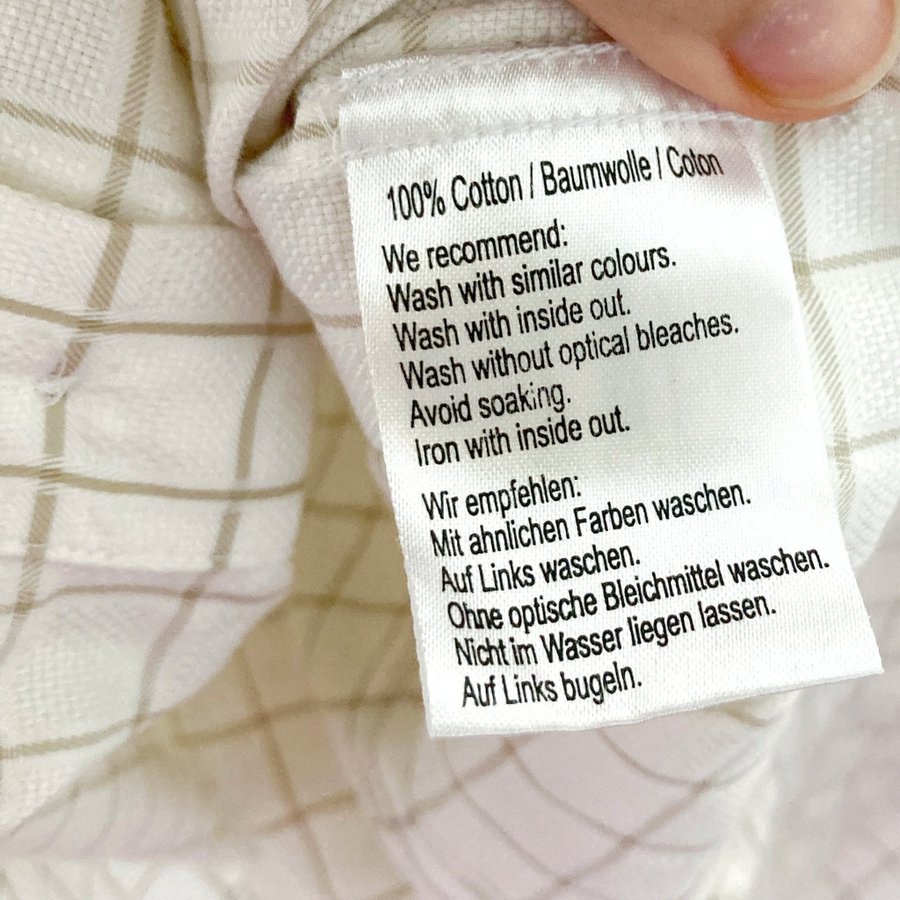 100% Cotton / Baumwolle / Coton
We recommend:
Wash with similar colours.
Wash with inside out.
Wash without optical bleaches.
Avoid soaking.
Iron with inside out.
Wir empfehlen:
Mit ahnlichen Farben waschen.
Auf Links waschen.
Ohne optische Bleichmittel waschen.
Nicht im Wasser liegen lassen.
Auf Links bugeln.